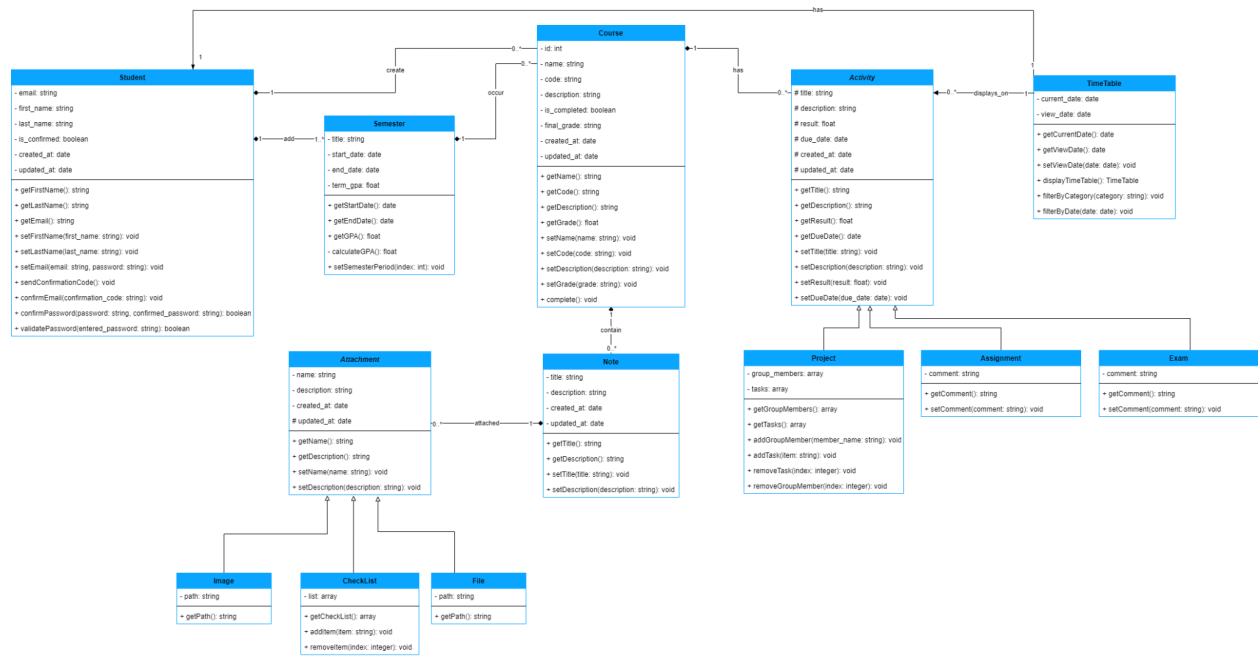 has
1
1
Student
- email: string
- first_name: string
- last_name: string
- is_confirmed: boolean
- created_at: date
- updated_at: date
+ getFirstName(): string
+ getLastName(): string
+ getEmail(): string
+ setFirstName(first_name: string): void
+ setLastName(last_name: string): void
+ setEmail(email: string, password: string): void
+ sendConfirmationCode(): void
+ confirmEmail(confirmation_code: string): void
+ confirmPassword(password: string, confirmed_password: string): boolean
+ validatePassword(entered_password: string): boolean
1
create
0..*
1
add
1..*
Semester
- title: string
- start_date: date
- end_date: date
- term_gpa: float
+ getStartDate(): date
+ getEndDate(): date
+ getGPA(): float
- calculateGPA(): float
+ setSemesterPeriod(index: int): void
1
occur
0..*
Course
- id: int
- name: string
- code: string
- description: string
- is_completed: boolean
- final_grade: string
- created_at: date
- updated_at: date
+ getName(): string
+ getCode(): string
+ getDescription(): string
+ getGrade(): float
+ setName(name: string): void
+ setCode(code: string): void
+ setDescription(description: string): void
+ setGrade(grade: string): void
+ complete(): void
1
has
0..*
Activity
# title: string
# description: string
# result: float
# due_date: date
# created_at: date
# updated_at: date
+ getTitle(): string
+ getDescription(): string
+ getResult(): float
+ getDueDate(): date
+ setTitle(title: string): void
+ setDescription(description: string): void
+ setResult(result: float): void
+ setDueDate(due_date: date): void
0..*
displays_on
1
TimeTable
- current_date: date
- view_date: date
+ getCurrentDate(): date
+ getViewDate(): date
+ setViewDate(date: date): void
+ displayTimeTable(): TimeTable
+ filterByCategory(category: string): void
+ filterByDate(date: date): void
1
contain
0..*
Attachment
- name: string
- description: string
- created_at: date
# updated_at: date
+ getName(): string
+ getDescription(): string
+ setName(name: string): void
+ setDescription(description: string): void
0..*
attached
1
Note
- title: string
- description: string
- created_at: date
- updated_at: date
+ getTitle(): string
+ getDescription(): string
+ setTitle(title: string): void
+ setDescription(description: string): void
Project
- group_members: array
- tasks: array
+ getGroupMembers(): array
+ getTasks(): array
+ addGroupMember(member_name: string): void
+ addTask(item: string): void
+ removeTask(index: integer): void
+ removeGroupMember(index: integer): void
Assignment
- comment: string
+ getComment(): string
+ setComment(comment: string): void
Exam
- comment: string
+ getComment(): string
+ setComment(comment: string): void
Image
- path: string
+ getPath(): string
CheckList
- list: array
+ getCheckList(): array
+ addItem(item: string): void
+ removeItem(index: integer): void
File
- path: string
+ getPath(): string